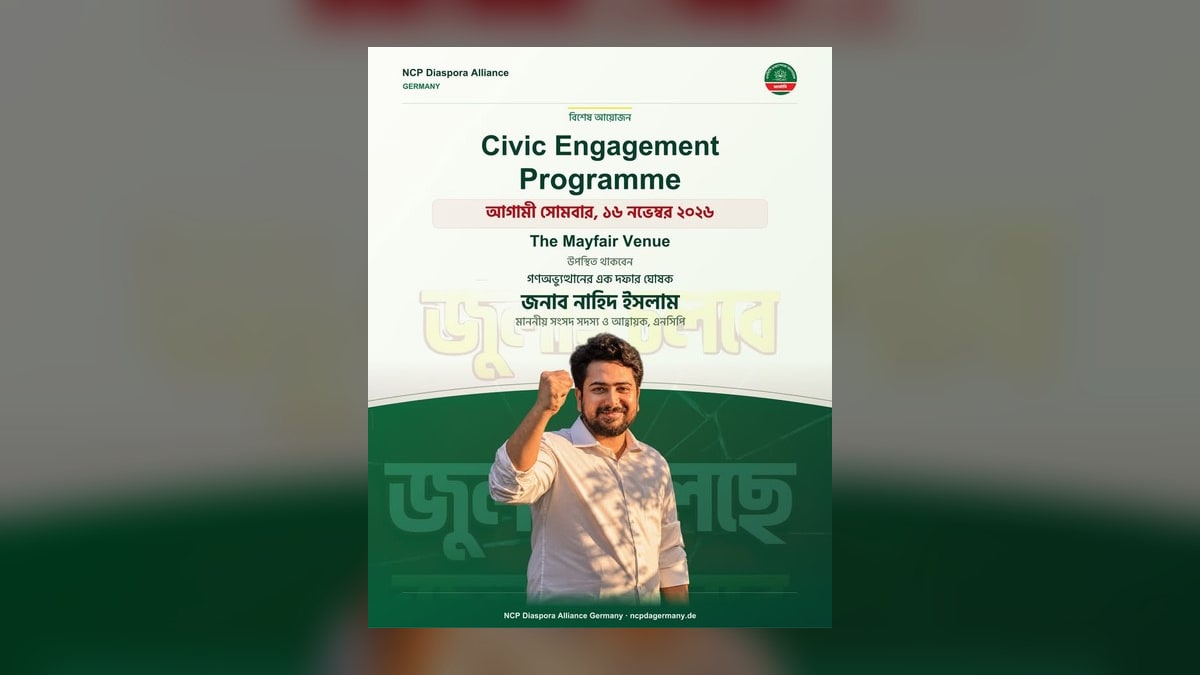 NCP Diaspora Alliance
GERMANY
বিশেষ আয়োজন
Civic Engagement
Programme
আগামী সোমবার, ১৬ নভেম্বর ২০২৬
The Mayfair Venue
উপস্থিত থাকবেন
গণঅভ্যুত্থানের এক দফার ঘোষক
জনাব নাহিদ ইসলাম
মাননীয় সংসদ সদস্য ও আহ্বায়ক, এনসিপি
NCP Diaspora Alliance Germany · ncpdagermany.de